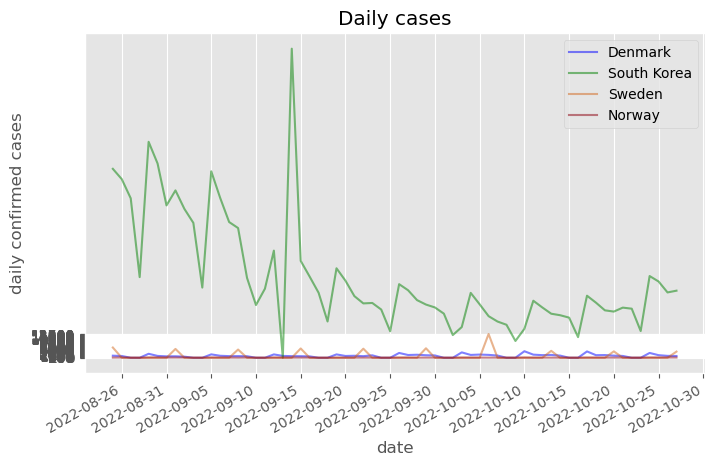 Daily cases
Denmark
South Korea
Sweden
Norway
daily confirmed cases
2022-08-26
2022-08-31
2022-09-05
2022-09-10
2022-09-15
2022-09-20
2022-09-25
2022-09-30
2022-10-05
2022-10-10
2022-10-15
2022-10-20
2022-10-25
2022-10-30
date